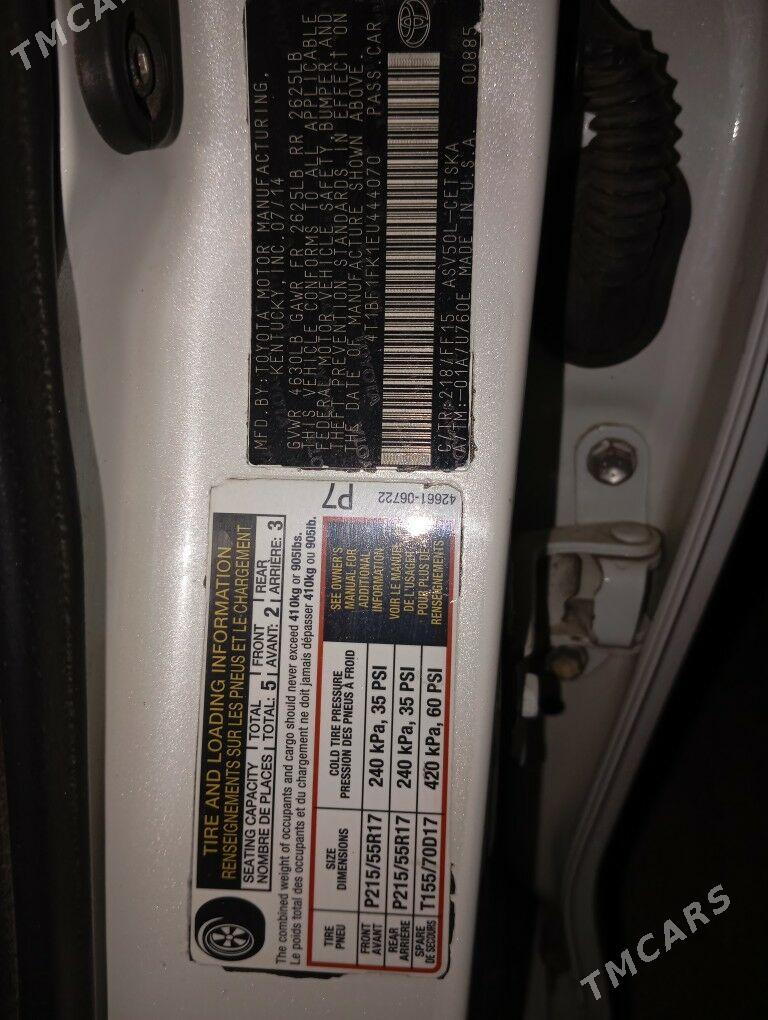 TMCARS
MFD. BY: TOYOTA MOTOR MANUFACTURING,
KENTUCKY, INC. 07/14
GVWR 4630LB GAWR FR 2625LB RR 2625LB
THIS VEHICLE CONFORMS TO ALL APPLICABLE
FEDERAL MOTOR VEHICLE SAFETY, BUMPER, AND
THEFT PREVENTION STANDARDS IN EFFECT ON
THE DATE OF MANUFACTURE SHOWN ABOVE.
4T1BF1FK1EU444070 PASS. CAR
C/TR: 218/FF15 ASV50L-CETSKA
A/TM: -01A/U760E MADE IN U.S.A. 00885
TIRE AND LOADING INFORMATION
RENSEIGNEMENTS SUR LES PNEUS ET LE CHARGEMENT
SEATING CAPACITY TOTAL FRONT REAR
NOMBRE DE PLACES TOTAL: 5 AVANT: 2 ARRIÈRE: 3
The combined weight of occupants and cargo should never exceed 410kg or 905lbs.
Le poids total des occupants et du chargement ne doit jamais dépasser 410kg ou 905lb.
TIRE PNEU SIZE DIMENSIONS COLD TIRE PRESSURE PRESSION DES PNEUS À FROID
FRONT AVANT P215/55R17 240 kPa, 35 PSI
REAR ARRIÈRE P215/55R17 240 kPa, 35 PSI
SPARE DE SECOURS T155/70D17 420 kPa, 60 PSI
SEE OWNER'S
MANUAL FOR
ADDITIONAL
INFORMATION
VOIR LE MANUEL
DE L'USAGER
POUR PLUS DE
RENSEIGNEMENTS
P7
42661-06722
TMCARS